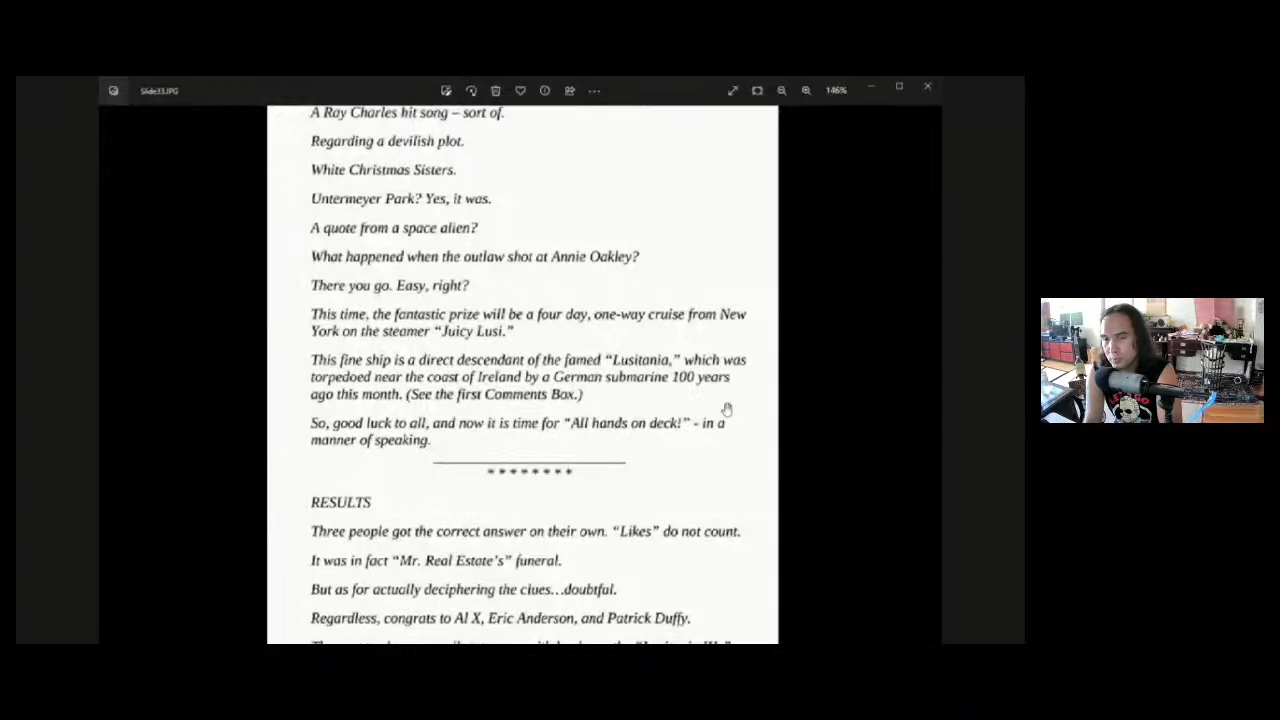 Slide33.JPG
146%
A Ray Charles hit song – sort of.
Regarding a devilish plot.
White Christmas Sisters.
Untermeyer Park? Yes, it was.
A quote from a space alien?
What happened when the outlaw shot at Annie Oakley?
There you go. Easy, right?
This time, the fantastic prize will be a four day, one-way cruise from New
York on the steamer “Juicy Lusi.”
This fine ship is a direct descendant of the famed “Lusitania,” which was
torpedoed near the coast of Ireland by a German submarine 100 years
ago this month. (See the first Comments Box.)
So, good luck to all, and now it is time for “All hands on deck!” - in a
manner of speaking.
* * * * * * * *
RESULTS
Three people got the correct answer on their own. “Likes” do not count.
It was in fact “Mr. Real Estate’s” funeral.
But as for actually deciphering the clues…doubtful.
Regardless, congrats to Al X, Eric Anderson, and Patrick Duffy.